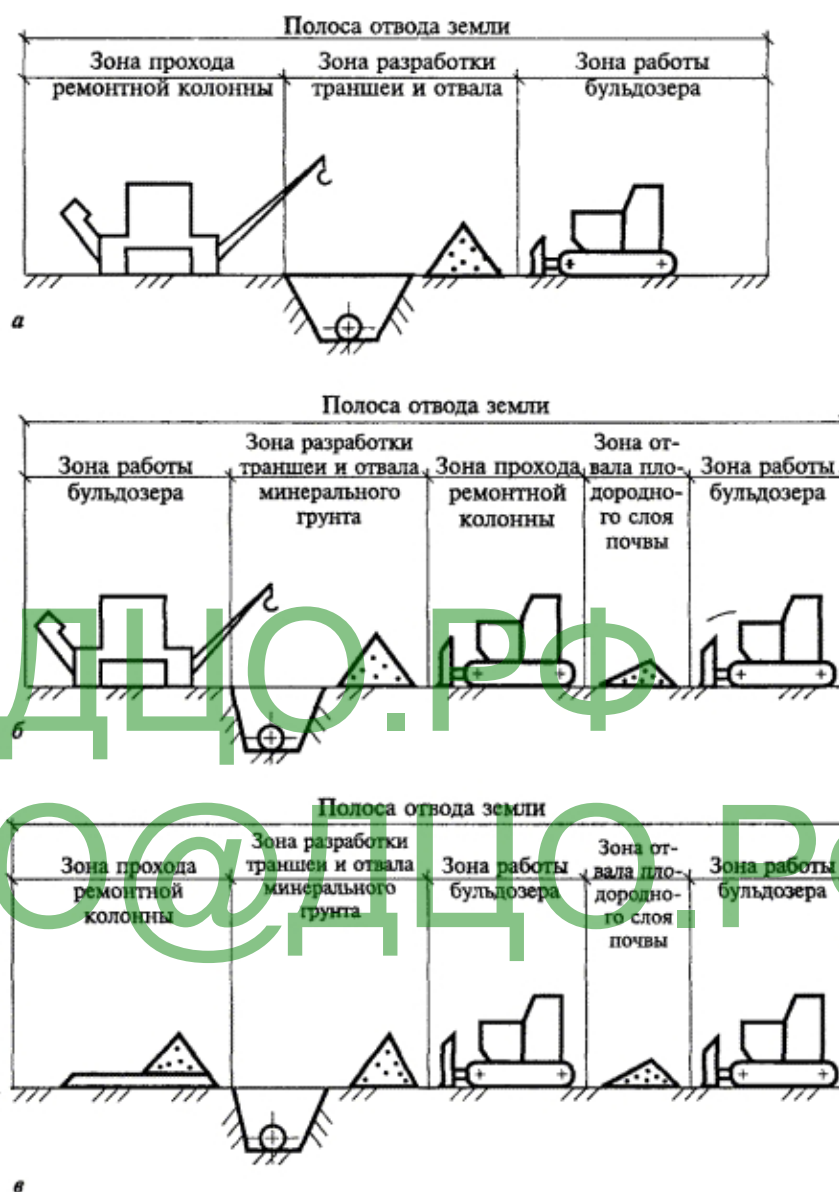 Полоса отвода земли
Зона прохода
ремонтной колонны
Зона разработки
траншеи и отвала
Зона работы
бульдозера
а
Полоса отвода земли
Зона работы
бульдозера
Зона разработки
траншеи и отвала
минерального
грунта
Зона прохода
ремонтной
колонны
Зона от-
вала пло-
дородно-
го слоя
почвы
Зона работы
бульдозера
б
ДЦО.РФ
Полоса отвода земли
Зона прохода
ремонтной
колонны
Зона разработки
траншеи и отвала
минерального
грунта
Зона работы
бульдозера
Зона от-
вала пло-
дородно-
го слоя
почвы
Зона работы
бульдозера
О@ДЦО.РФ
в